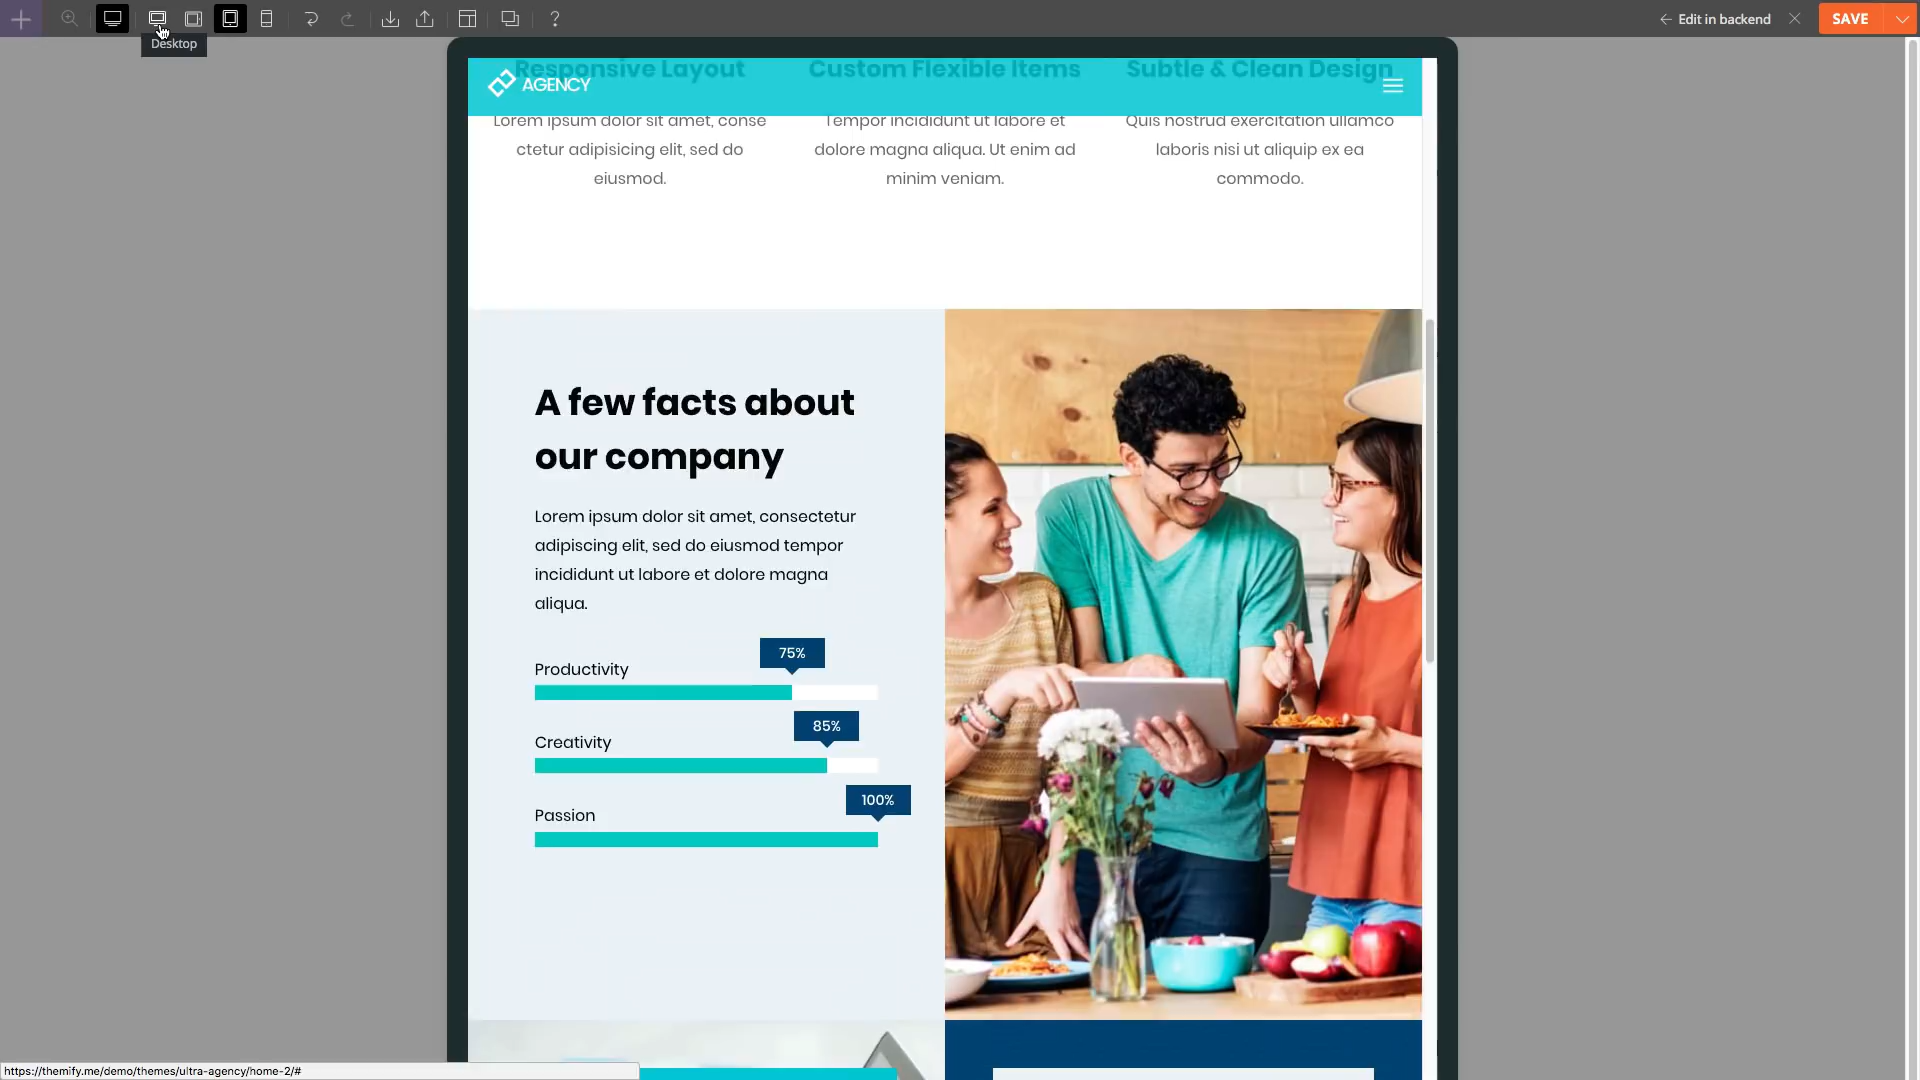 Edit in backend
SAVE
Desktop
Responsive Layout
Custom Flexible Items
Subtle & Clean Design
AGENCY
Lorem ipsum dolor sit amet, conse
ctetur adipisicing elit, sed do
eiusmod.
Tempor incididunt ut labore et
dolore magna aliqua. Ut enim ad
minim veniam.
Quis nostrud exercitation ullamco
laboris nisi ut aliquip ex ea
commodo.
A few facts about
our company
Lorem ipsum dolor sit amet, consectetur
adipiscing elit, sed do eiusmod tempor
incididunt ut labore et dolore magna
aliqua.
75%
Productivity
85%
Creativity
100%
Passion
https://themify.me/demo/themes/ultra-agency/home-2/#